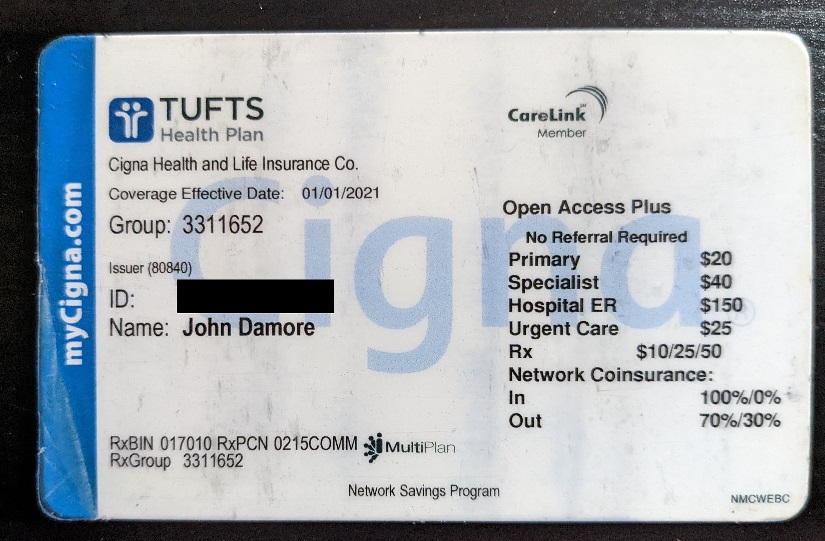 myCigna.com
TUFTS
Health Plan
Cigna Health and Life Insurance Co.
Coverage Effective Date: 01/01/2021
Group: 3311652
Issuer (80840)
ID:
Name: John Damore
RxBIN 017010 RxPCN 0215COMM MultiPlan
RxGroup 3311652
Network Savings Program
CareLink SM
Member
Cigna ®
Open Access Plus
No Referral Required
Primary $20
Specialist $40
Hospital ER $150
Urgent Care $25
Rx $10/25/50
Network Coinsurance:
In 100%/0%
Out 70%/30%
NMCWEBC